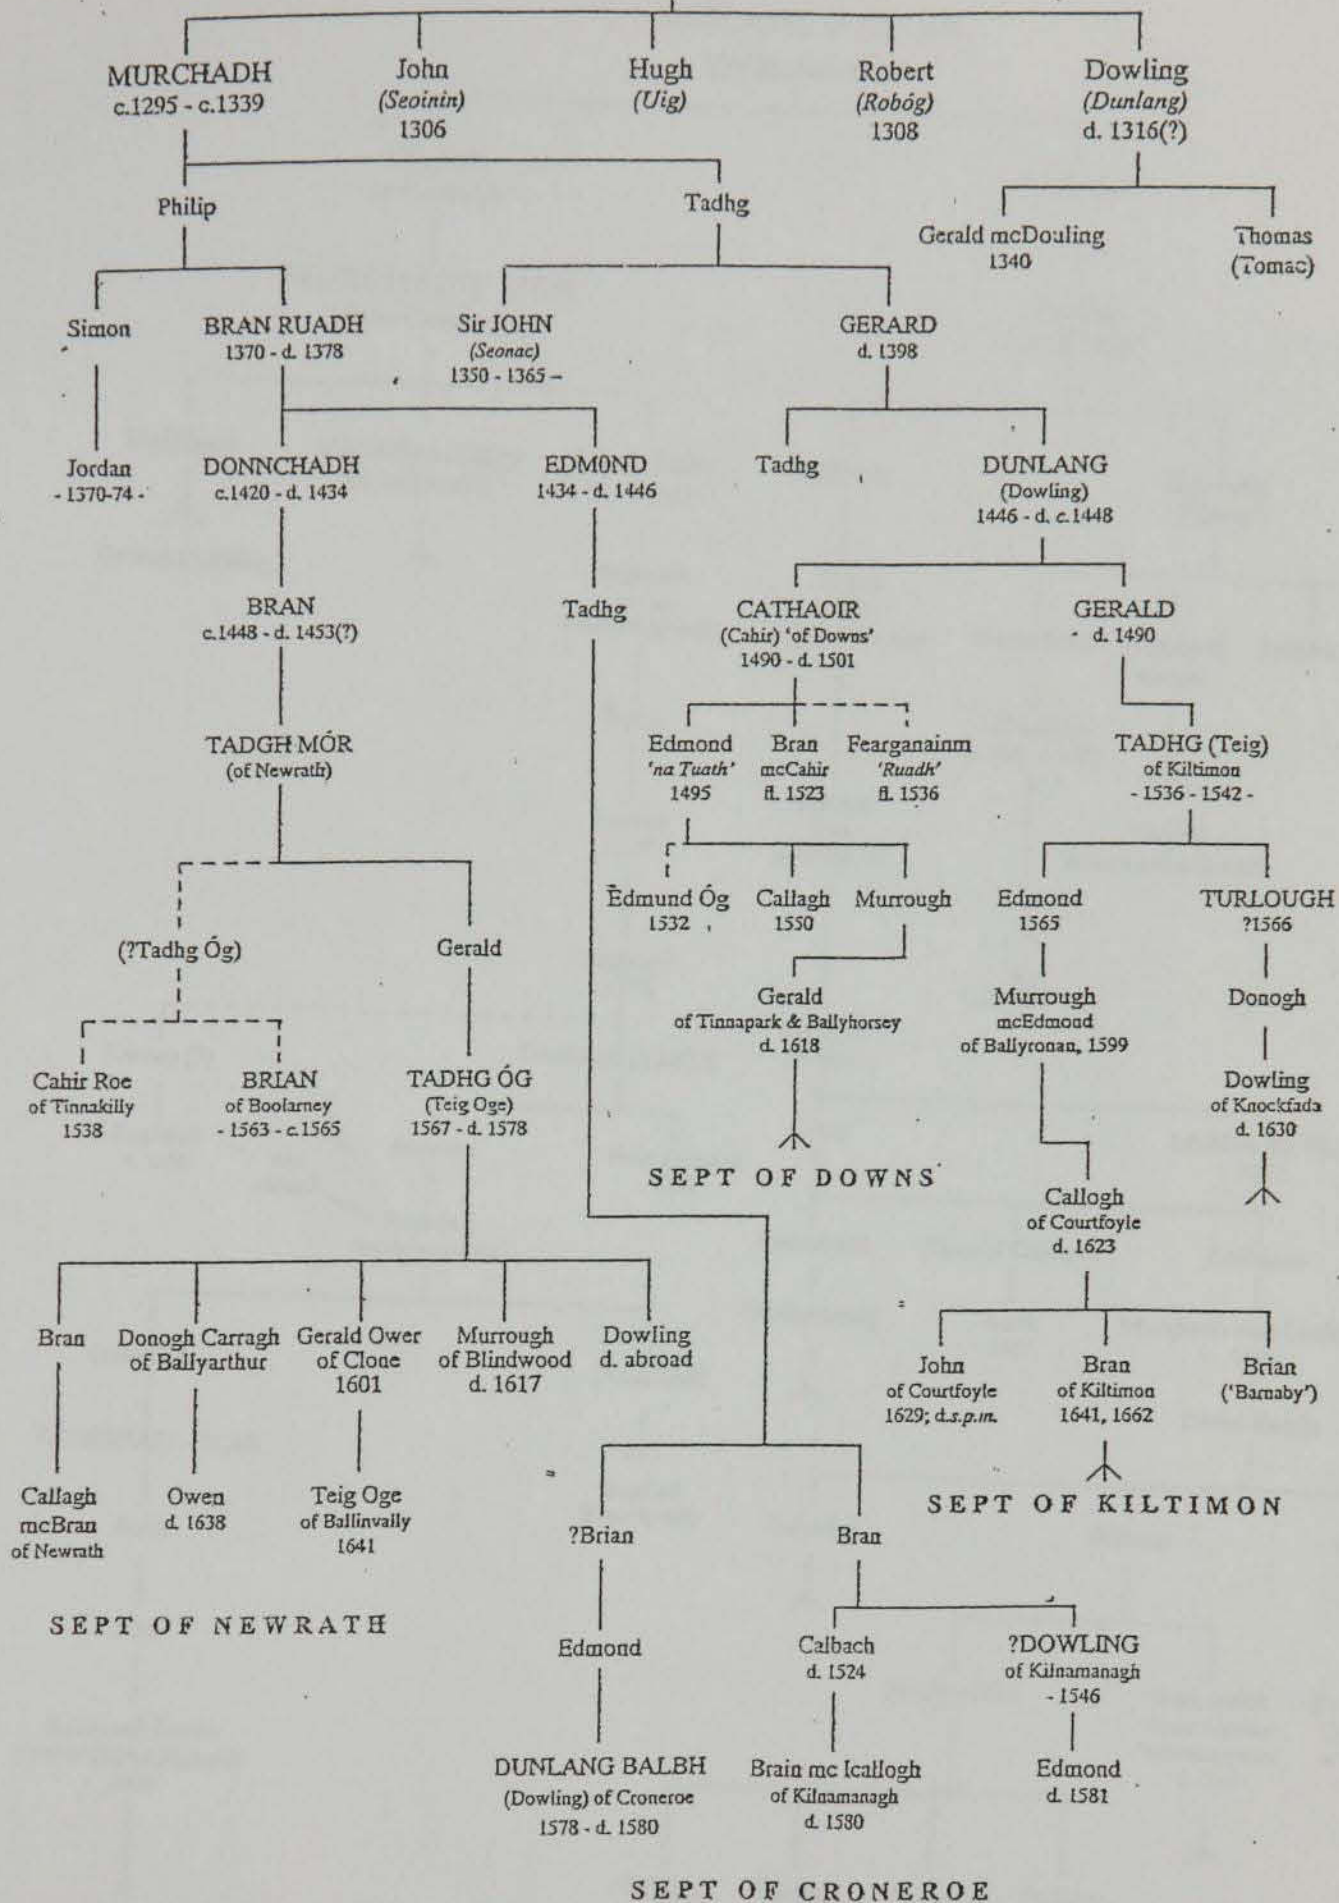 MURCHADH
c.1295 - c.1339
John
(Seoinin)
1306
Hugh
(Uig)
Robert
(Robóg)
1308
Dowling
(Dunlang)
d. 1316(?)
Philip
Tadhg
Gerald mcDouling
1340
Thomas
(Tomac)
Simon
BRAN RUADH
1370 - d. 1378
Sir JOHN
(Seonac)
1350 - 1365 -
GERARD
d. 1398
Jordan
- 1370-74 -
DONNCHADH
c.1420 - d. 1434
EDMOND
1434 - d. 1446
Tadhg
DUNLANG
(Dowling)
1446 - d. c.1448
BRAN
c.1448 - d. 1453(?)
Tadhg
CATHAOIR
(Cahir) 'of Downs'
1490 - d. 1501
GERALD
d. 1490
TADGH MÓR
(of Newrath)
Edmond
'na Tuath'
1495
Bran
mcCahir
fl. 1523
Fearganainm
'Ruadh'
fl. 1536
TADHG (Teig)
of Kiltimon
- 1536 - 1542 -
(?Tadhg Óg)
Gerald
Edmund Óg
1532
Callagh
1550
Murrough
Edmond
1565
TURLOUGH
?1566
Gerald
of Tinnapark & Ballyhorsey
d. 1618
Murrough
mcEdmond
of Ballyronan, 1599
Donogh
Cahir Roe
of Tinnakilly
1538
BRIAN
of Boolarney
- 1563 - c.1565
TADHG ÓG
(Teig Oge)
1567 - d. 1578
Dowling
of Knockfada
d. 1630
SEPT OF DOWNS
Callogh
of Courtfoyle
d. 1623
Bran
Donogh Carragh
of Ballyarthur
Gerald Ower
of Clone
1601
Murrough
of Blindwood
d. 1617
Dowling
d. abroad
John
of Courtfoyle
1629; d.s.p.m.
Bran
of Kiltimon
1641, 1662
Brian
('Barnaby')
Callagh
mcBran
of Newrath
Owen
d. 1638
Teig Oge
of Ballinvally
1641
SEPT OF KILTIMON
?Brian
Bran
SEPT OF NEWRATH
Edmond
Calbach
d. 1524
?DOWLING
of Kilnamanagh
- 1546
DUNLANG BALBH
(Dowling) of Croneroe
1578 - d. 1580
Brain mc Icallogh
of Kilnamanagh
d. 1580
Edmond
d. 1581
SEPT OF CRONEROE